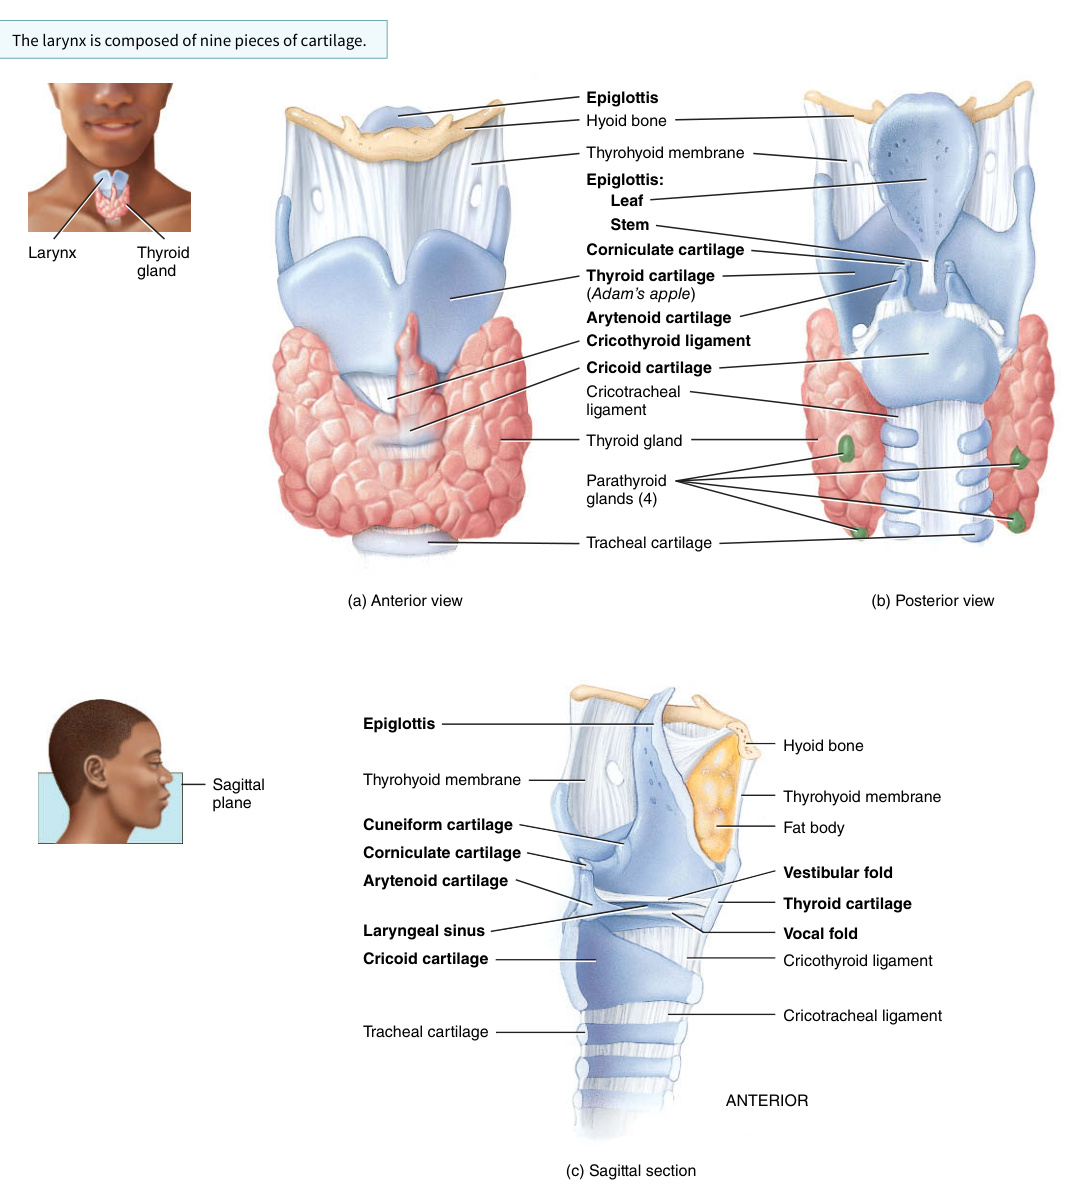 The larynx is composed of nine pieces of cartilage.
Larynx
Thyroid
gland
Epiglottis
Hyoid bone
Thyrohyoid membrane
Epiglottis:
Leaf
Stem
Corniculate cartilage
Thyroid cartilage
(Adam's apple)
Arytenoid cartilage
Cricothyroid ligament
Cricoid cartilage
Cricotracheal
ligament
Thyroid gland
Parathyroid
glands (4)
Tracheal cartilage
(a) Anterior view
(b) Posterior view
Sagittal
plane
Epiglottis
Thyrohyoid membrane
Cuneiform cartilage
Corniculate cartilage
Arytenoid cartilage
Laryngeal sinus
Cricoid cartilage
Tracheal cartilage
Hyoid bone
Thyrohyoid membrane
Fat body
Vestibular fold
Thyroid cartilage
Vocal fold
Cricothyroid ligament
Cricotracheal ligament
ANTERIOR
(c) Sagittal section